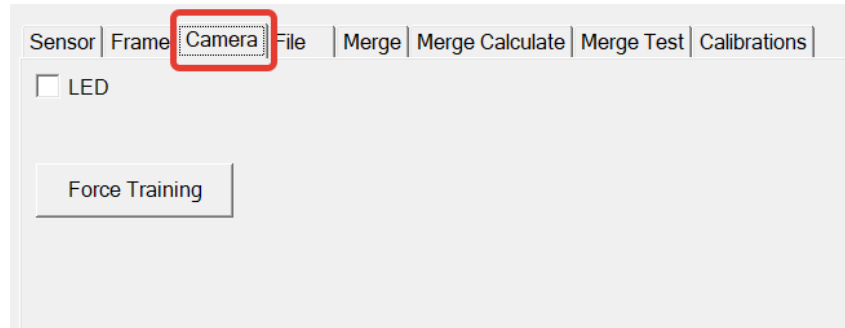 Sensor Frame Camera File Merge Merge Calculate Merge Test Calibrations
LED
Force Training